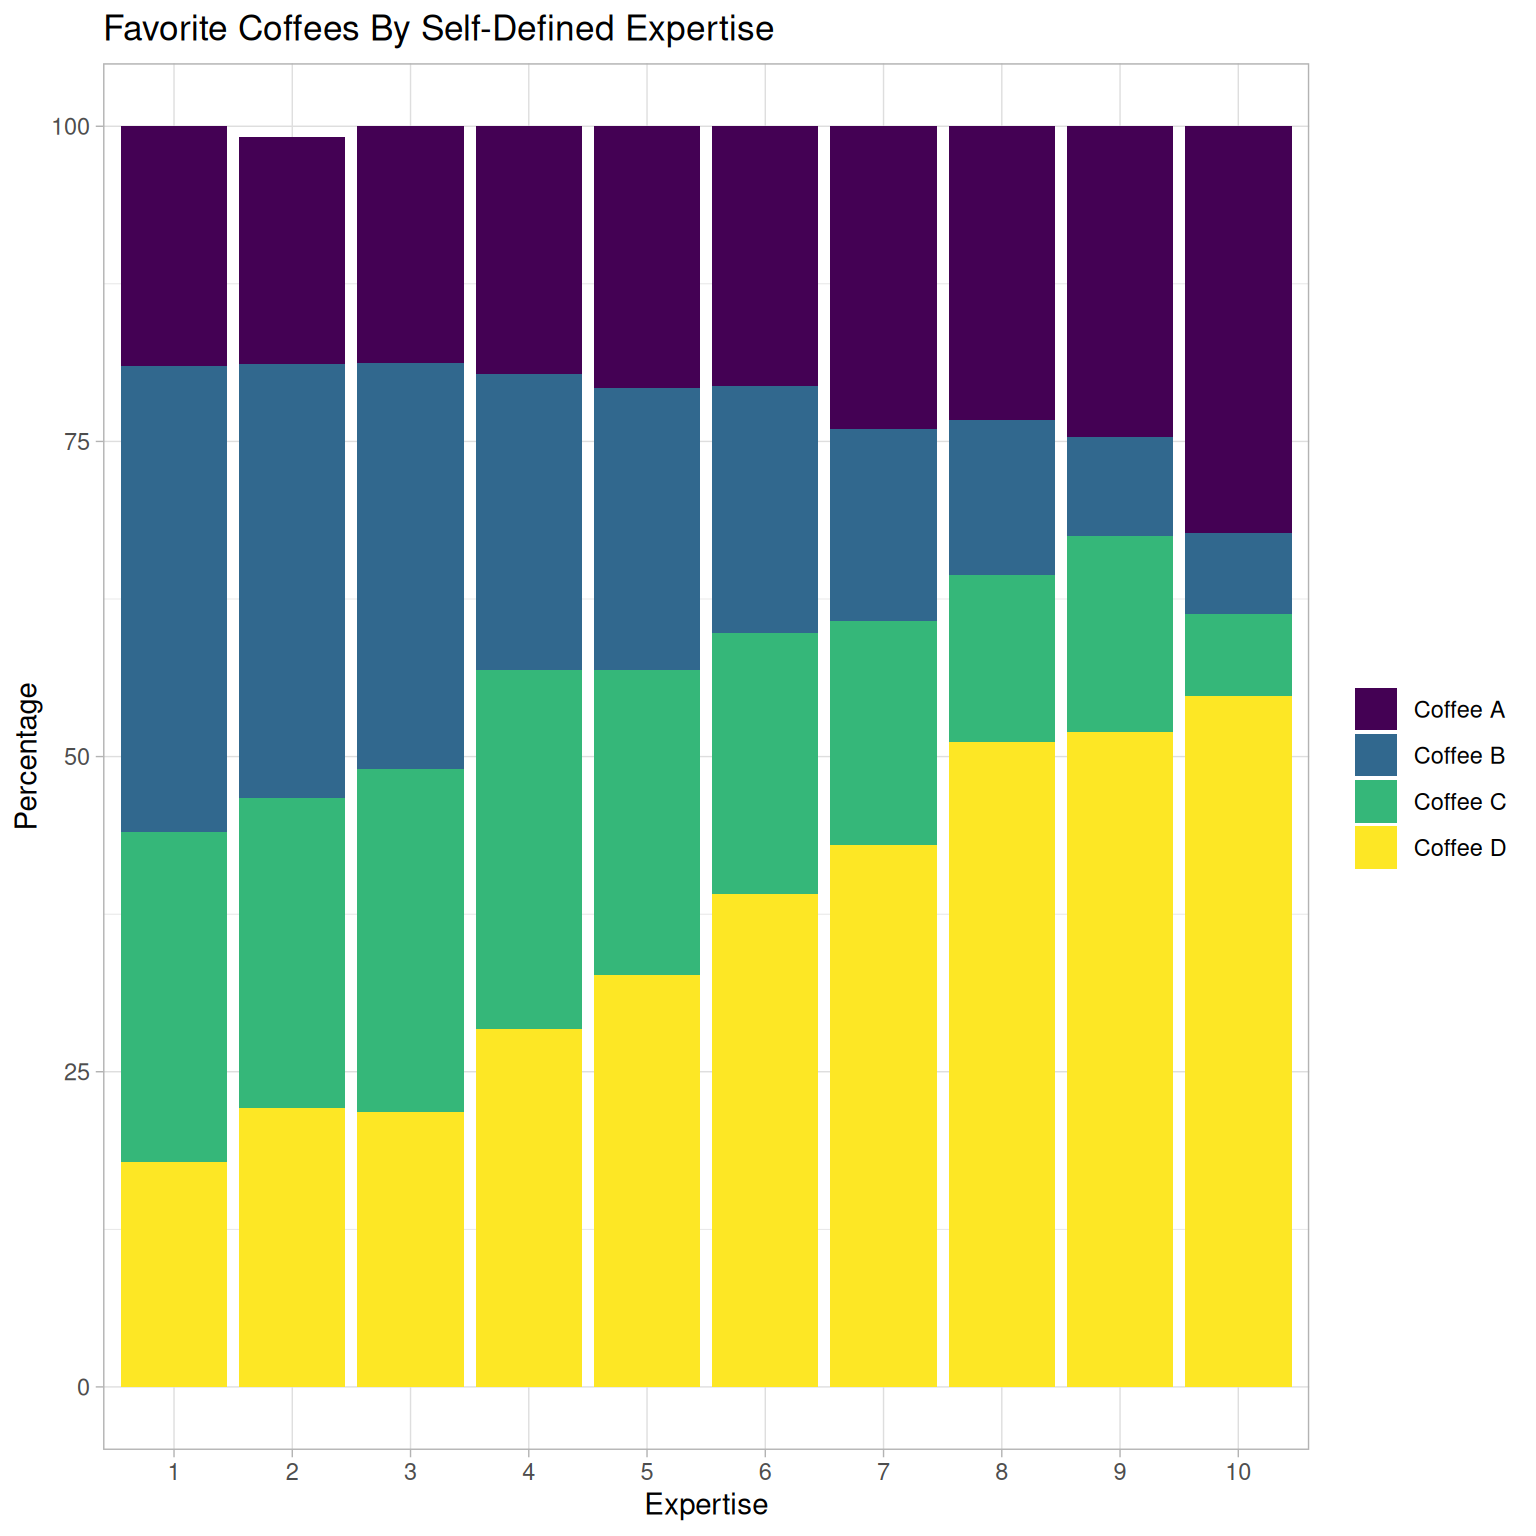 Favorite Coffees By Self-Defined Expertise
100
75
50
25
0
Percentage
1 2 3 4 5 6 7 8 9 10
Expertise
Coffee A
Coffee B
Coffee C
Coffee D